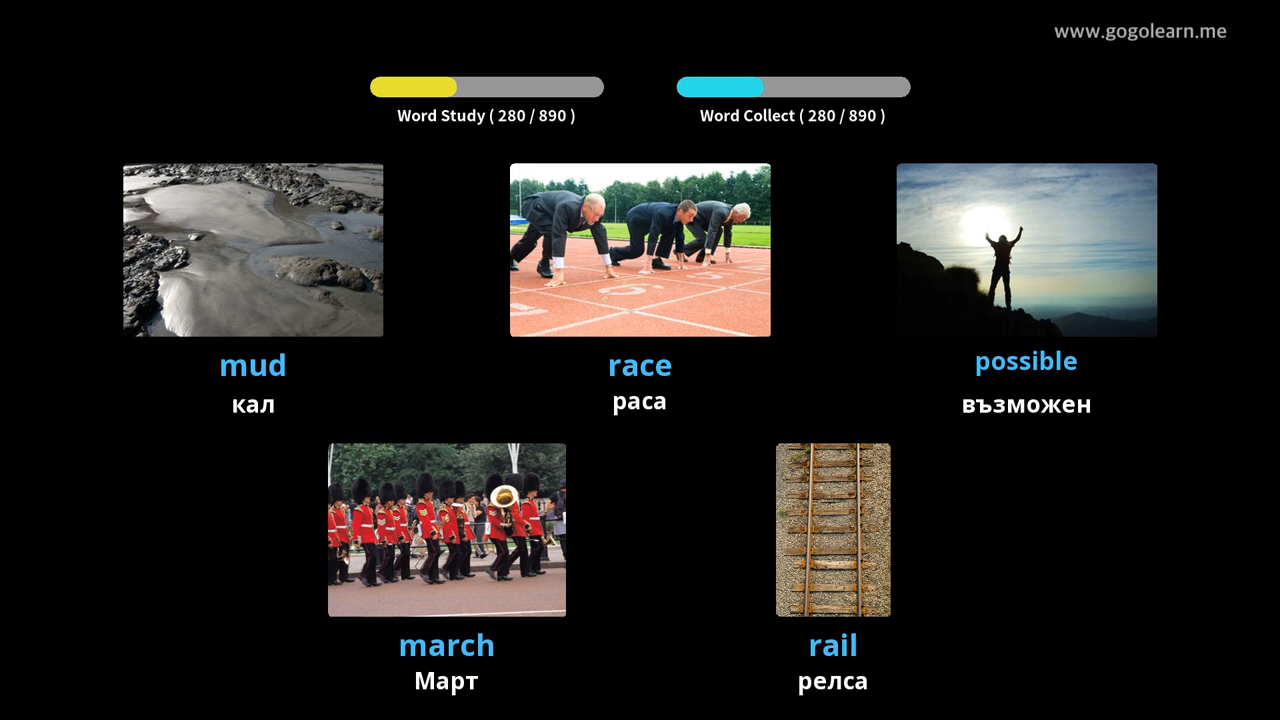 www.gogolearn.me
Word Study ( 280 / 890 )
Word Collect ( 280 / 890 )
mud
кал
race
раса
possible
възможен
march
Март
rail
релса